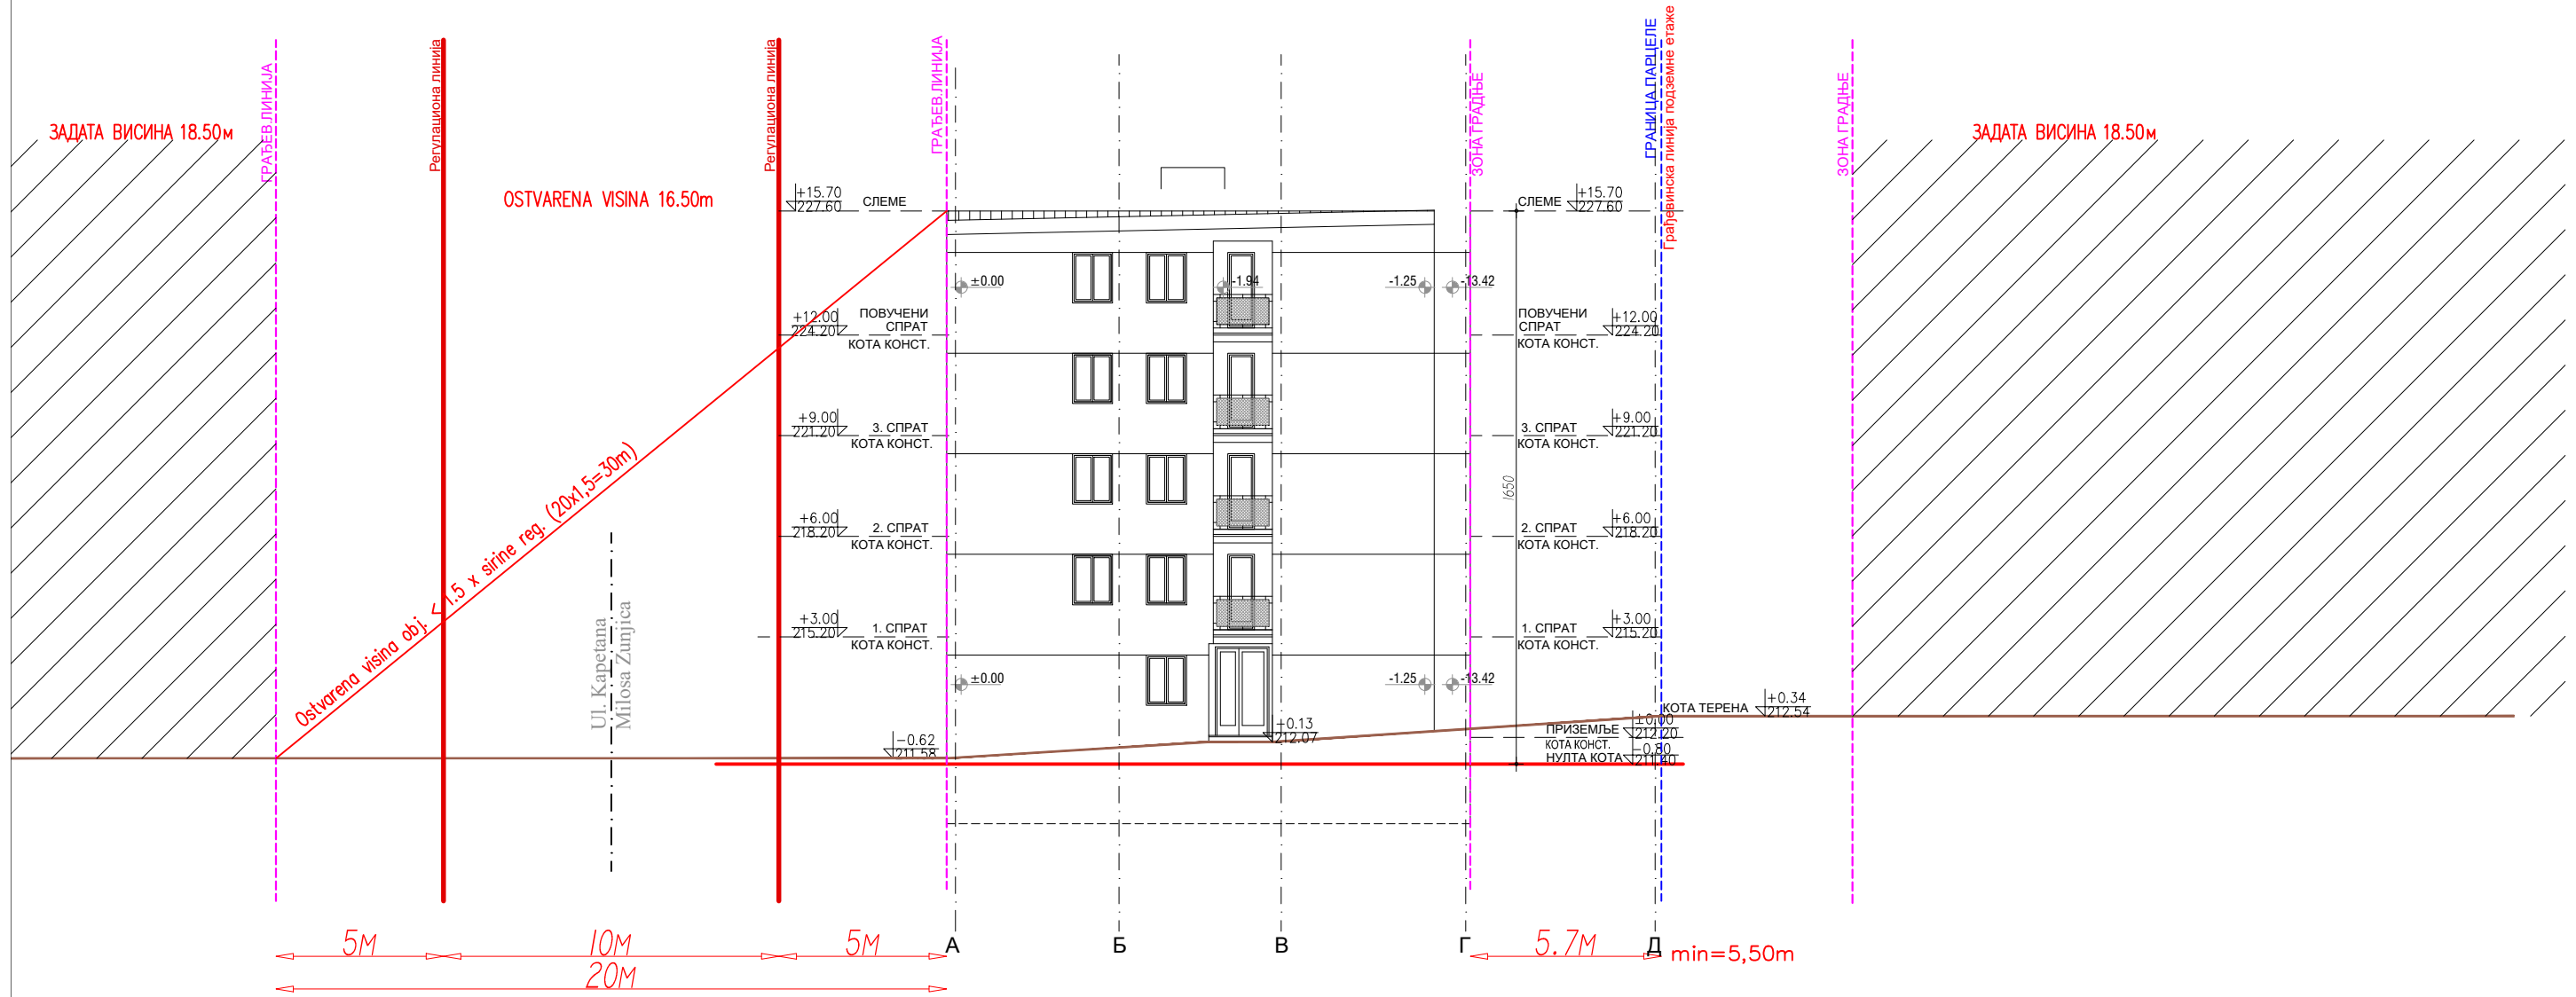 ГРАЂЕВ.ЛИНИЈА
Регулациона линија
Регулациона линија
ГРАЂЕВ.ЛИНИЈА
ЗОНА ГРАДЊЕ
ГРАНИЦА ПАРЦЕЛЕ
Грађевинска линија подземне етаже
ЗОНА ГРАДЊЕ
ЗАДАТА ВИСИНА 18.50м
ЗАДАТА ВИСИНА 18.50м
OSTVARENA VISINA 16.50m
+15.70
227.60
СЛЕМЕ
СЛЕМЕ
+15.70
227.60
±0.00
-1.94
-1.25
-13.42
+12.00
224.20
ПОВУЧЕНИ
СПРАТ
КОТА КОНСТ.
ПОВУЧЕНИ
СПРАТ
КОТА КОНСТ.
+12.00
224.20
+9.00
221.20
3. СПРАТ
КОТА КОНСТ.
3. СПРАТ
КОТА КОНСТ.
+9.00
221.20
1650
+6.00
218.20
2. СПРАТ
КОТА КОНСТ.
2. СПРАТ
КОТА КОНСТ.
+6.00
218.20
Ostvarena visina obj. < 1.5 x sirine reg. (20x1,5=30m)
Ul. Kapetana
Milosa Zunjica
+3.00
215.20
1. СПРАТ
КОТА КОНСТ.
1. СПРАТ
КОТА КОНСТ.
+3.00
215.20
±0.00
-1.25
-13.42
КОТА ТЕРЕНА
+0.34
212.54
-0.62
211.58
+0.13
212.07
ПРИЗЕМЉЕ
КОТА КОНСТ.
±0.00
212.20
НУЛТА КОТА
-0.80
211.40
5М
10М
5М
А
Б
В
Г
5.7М
Д
min=5,50m
20М